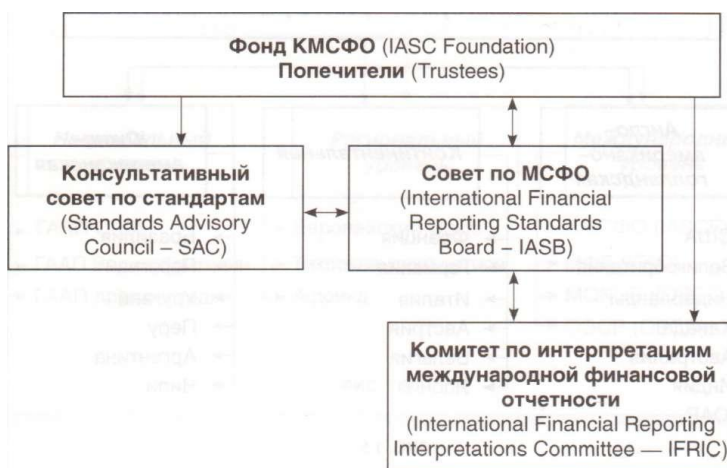 Фонд КМСФО (IASC Foundation)
Попечители (Trustees)
Консультативный
совет по стандартам
(Standards Advisory
Council – SAC)
Совет по МСФО
(International Financial
Reporting Standards
Board – IASB)
Комитет по интерпретациям
международной финансовой
отчетности
(International Financial Reporting
Interpretations Committee — IFRIC)